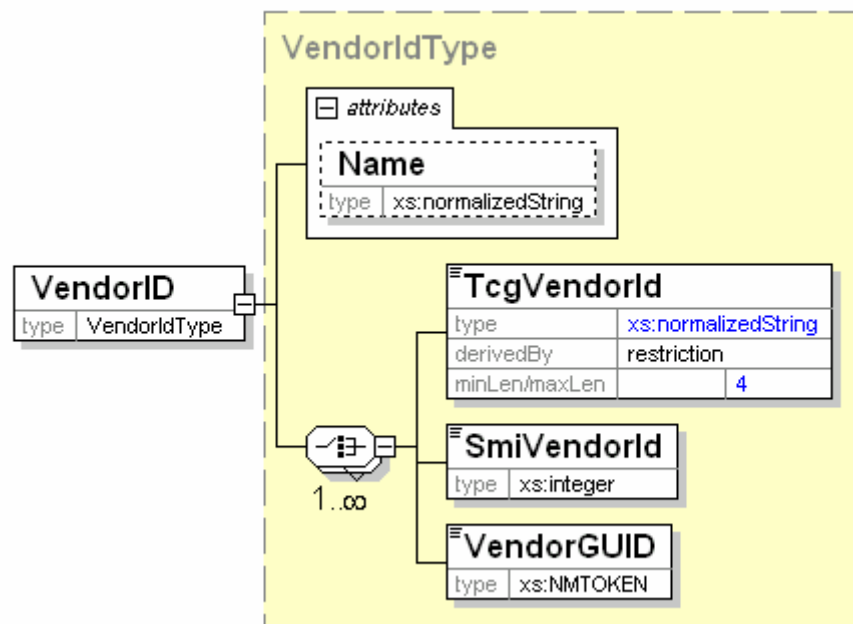 VendorIdType
attributes
Name
type xs:normalizedString
VendorID
type VendorIdType
TcgVendorId
type xs:normalizedString
derivedBy restriction
minLen/maxLen 4
SmiVendorId
type xs:integer
1..∞
VendorGUID
type xs:NMTOKEN